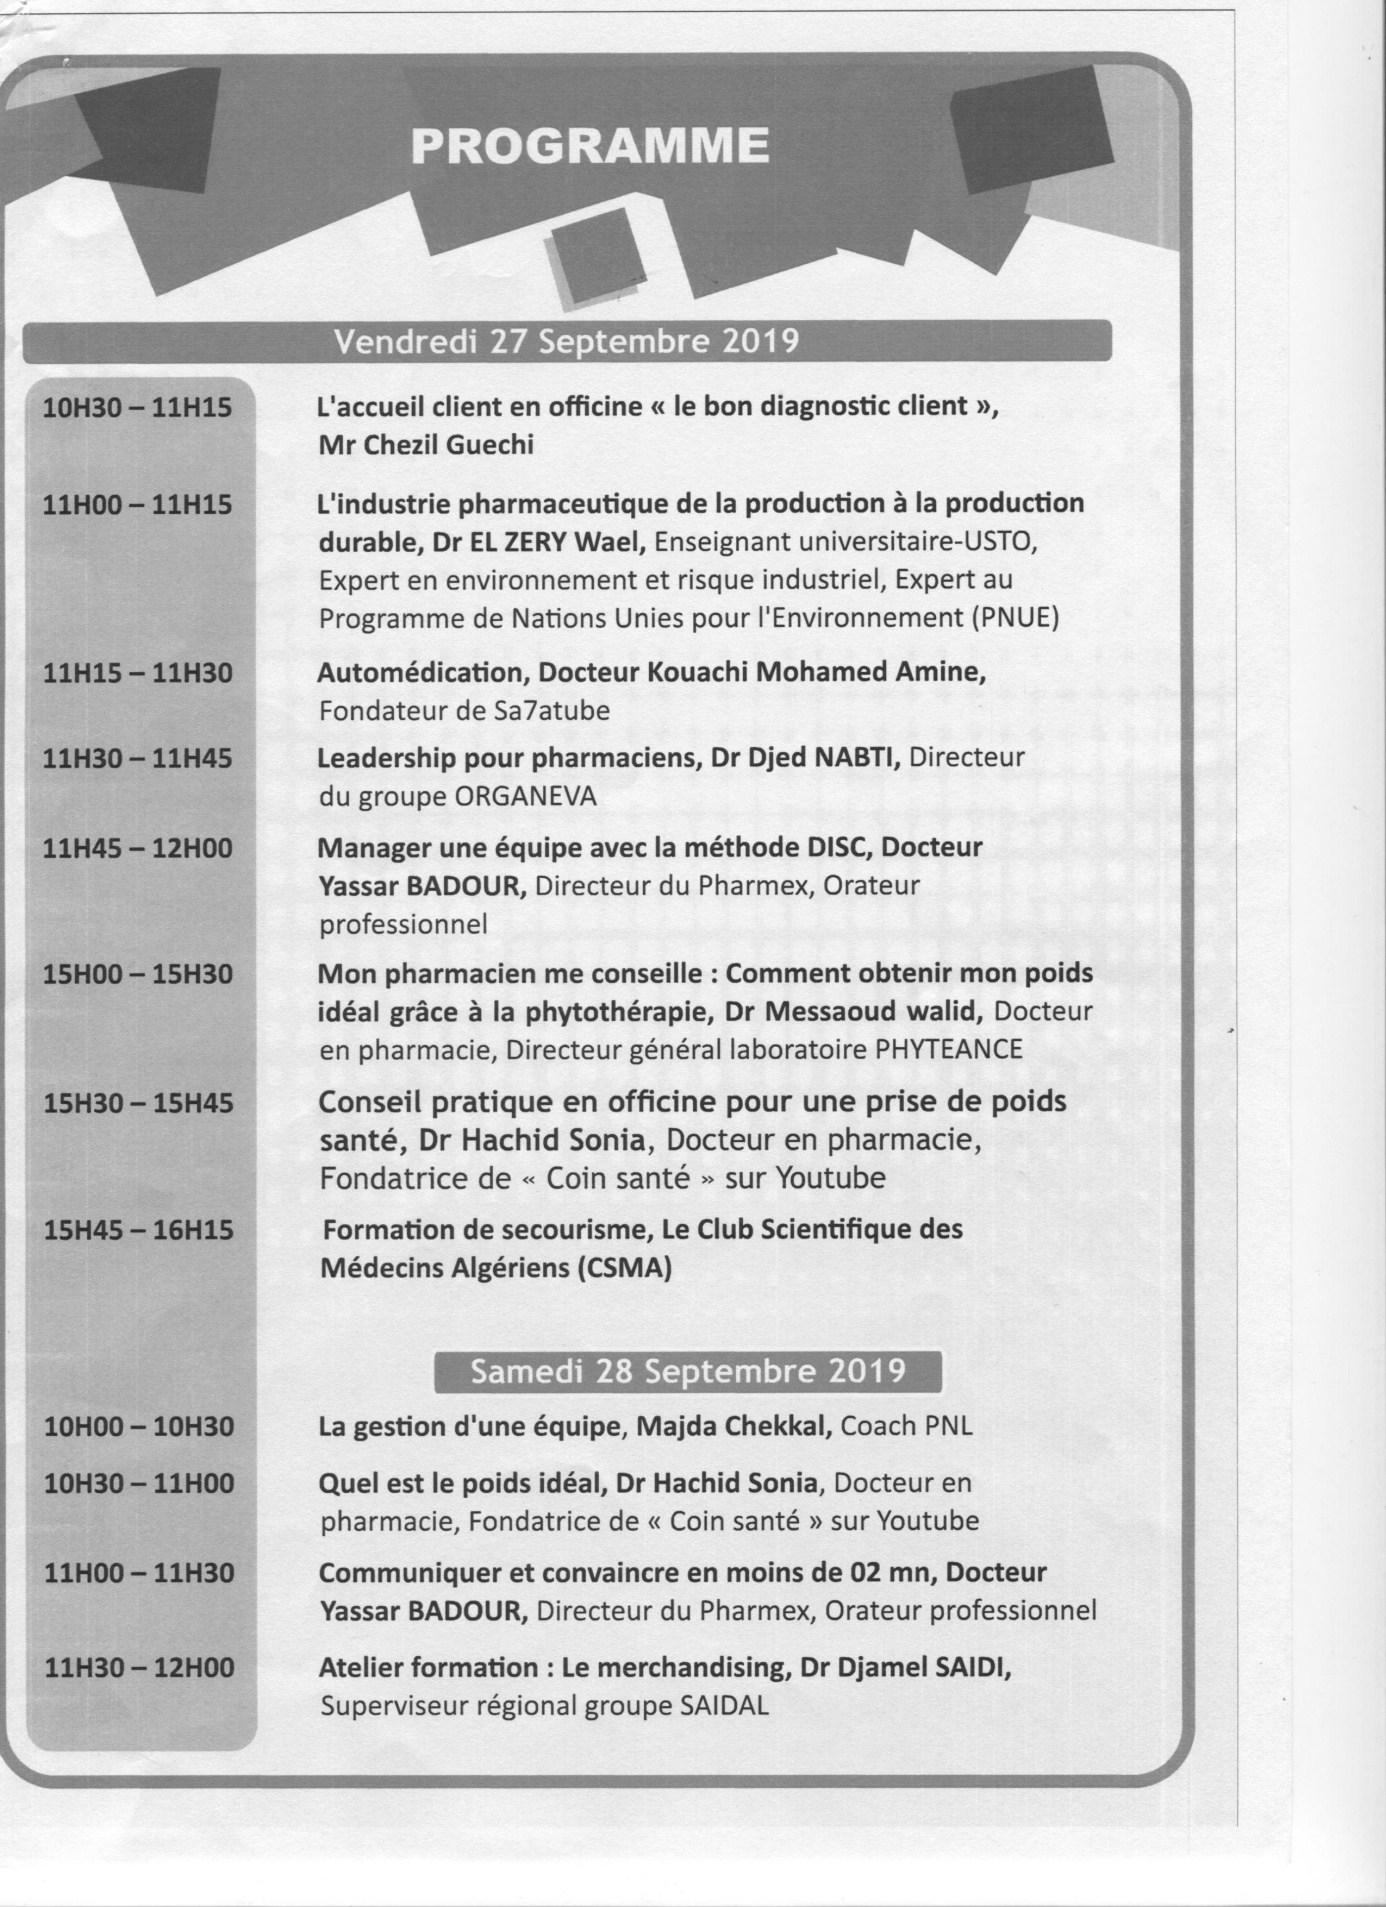 PROGRAMME
Vendredi 27 Septembre 2019
10H30 – 11H15
L'accueil client en officine « le bon diagnostic client »,
Mr Chezil Guechi
11H00 – 11H15
L'industrie pharmaceutique de la production à la production
durable, Dr EL ZERY Wael, Enseignant universitaire-USTO,
Expert en environnement et risque industriel, Expert au
Programme de Nations Unies pour l'Environnement (PNUE)
11H15 – 11H30
Automédication, Docteur Kouachi Mohamed Amine,
Fondateur de Sa7atube
11H30 – 11H45
Leadership pour pharmaciens, Dr Djed NABTI, Directeur
du groupe ORGANEVA
11H45 – 12H00
Manager une équipe avec la méthode DISC, Docteur
Yassar BADOUR, Directeur du Pharmex, Orateur
professionnel
15H00 – 15H30
Mon pharmacien me conseille : Comment obtenir mon poids
idéal grâce à la phytothérapie, Dr Messaoud walid, Docteur
en pharmacie, Directeur général laboratoire PHYTEANCE
15H30 – 15H45
Conseil pratique en officine pour une prise de poids
santé, Dr Hachid Sonia, Docteur en pharmacie,
Fondatrice de « Coin santé » sur Youtube
15H45 – 16H15
Formation de secourisme, Le Club Scientifique des
Médecins Algériens (CSMA)
Samedi 28 Septembre 2019
10H00 – 10H30
La gestion d'une équipe, Majda Chekkal, Coach PNL
10H30 – 11H00
Quel est le poids idéal, Dr Hachid Sonia, Docteur en
pharmacie, Fondatrice de « Coin santé » sur Youtube
11H00 – 11H30
Communiquer et convaincre en moins de 02 mn, Docteur
Yassar BADOUR, Directeur du Pharmex, Orateur professionnel
11H30 – 12H00
Atelier formation : Le merchandising, Dr Djamel SAIDI,
Superviseur régional groupe SAIDAL